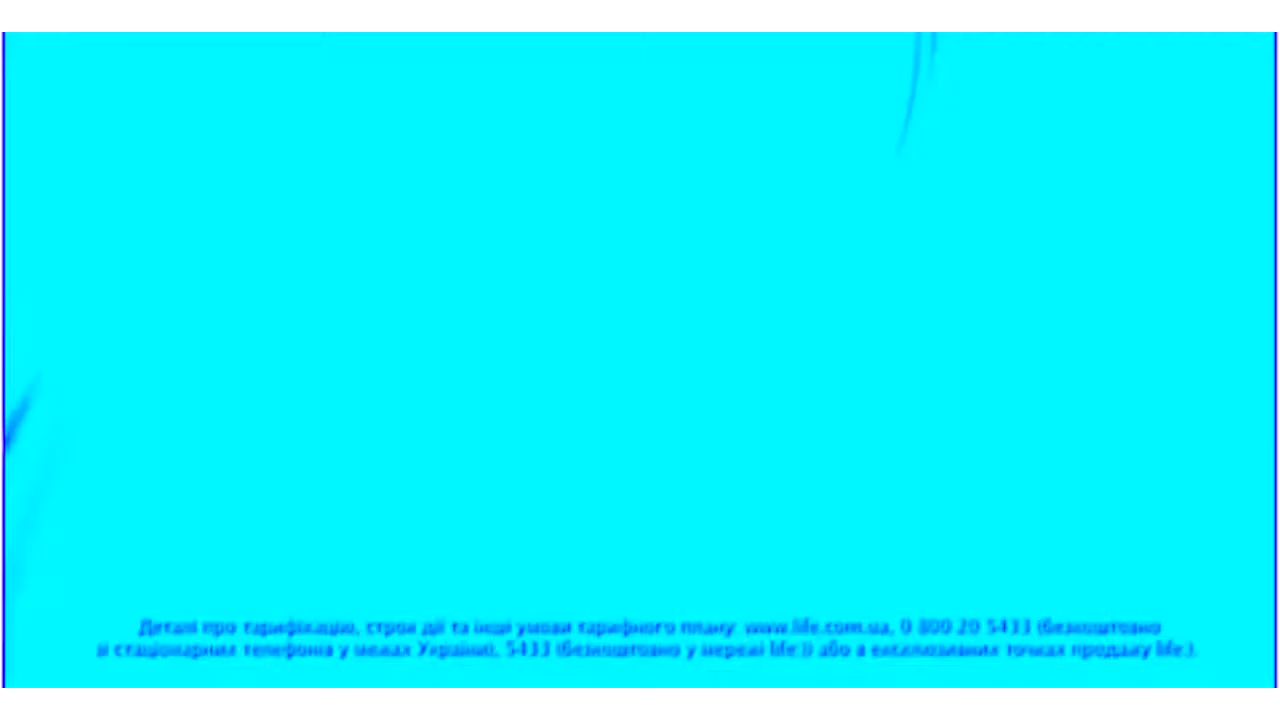 Деталі про тарифікацію, строк дії та інші умови тарифного плану: www.life.com.ua, 0 800 20 5433 (безкоштовно
зі стаціонарних телефонів у межах України), 5433 (безкоштовно у мережі life:)) або в ексклюзивних точках продажу life:).